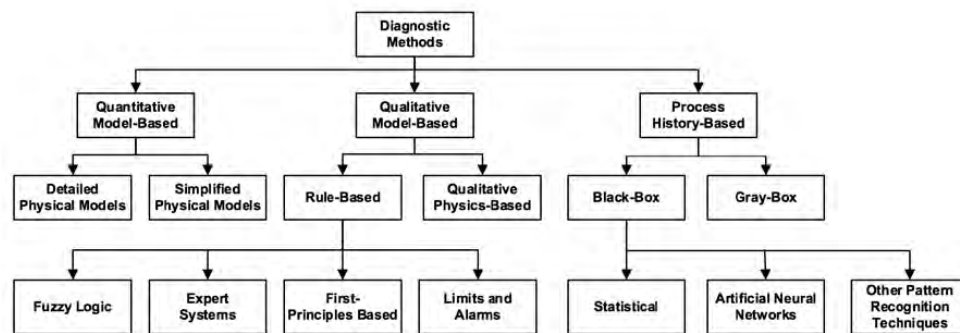 Diagnostic
Methods
Quantitative
Model-Based
Qualitative
Model-Based
Process
History-Based
Detailed
Physical Models
Simplified
Physical Models
Rule-Based
Qualitative
Physics-Based
Black-Box
Gray-Box
Fuzzy Logic
Expert
Systems
First-
Principles Based
Limits and
Alarms
Statistical
Artificial Neural
Networks
Other Pattern
Recognition
Techniques